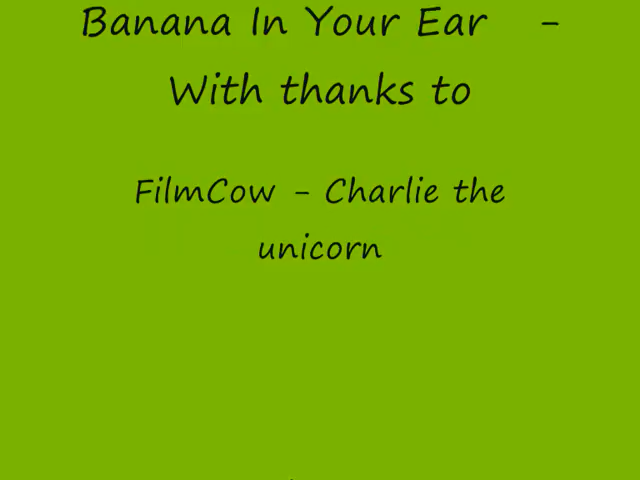 Banana In Your Ear -
With thanks to
FilmCow - Charlie the
unicorn